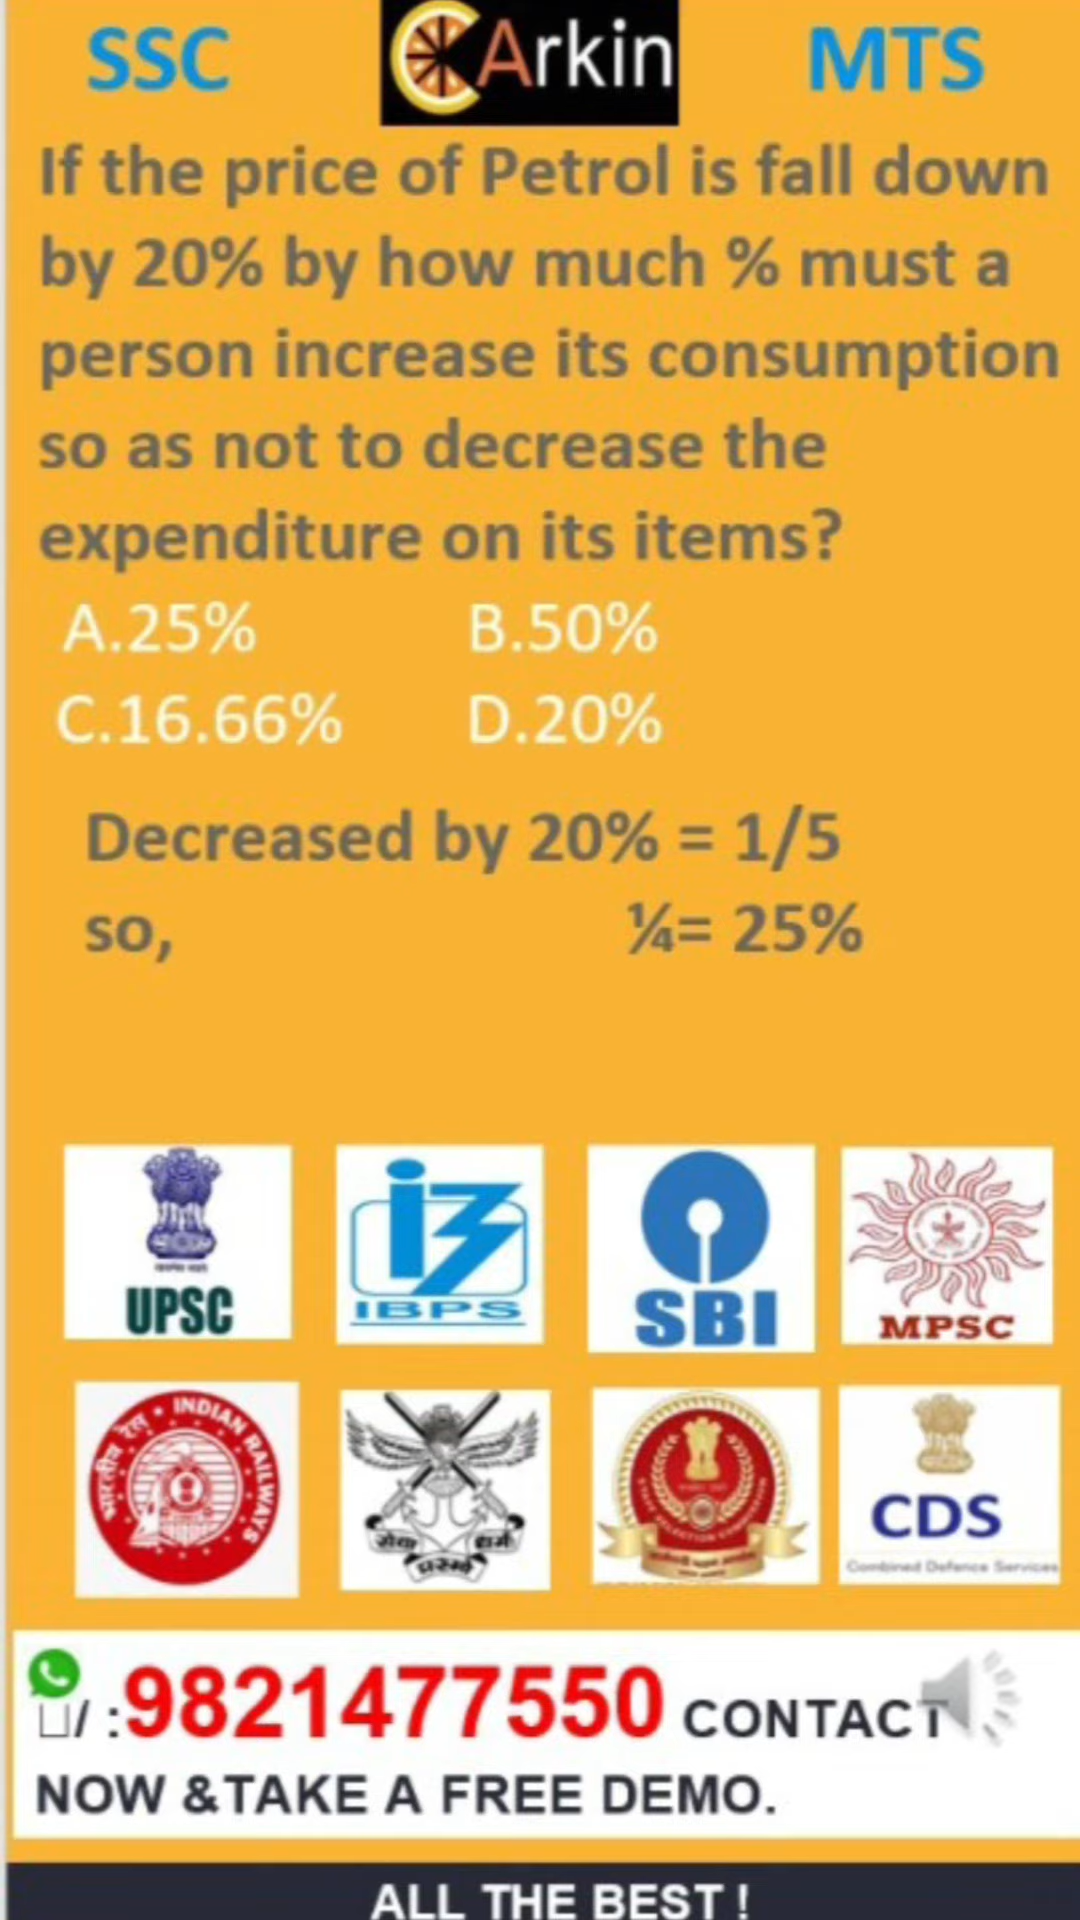 SSC Arkin MTS
If the price of Petrol is fall down
by 20% by how much % must a
person increase its consumption
so as not to decrease the
expenditure on its items?
A.25% B.50%
C.16.66% D.20%
Decreased by 20% = 1/5
so, ¼= 25%
UPSC
IBPS
SBI
MPSC
भारतीय रेल • INDIAN RAILWAYS
सेवा परमो धर्मः
CDS
Combined Defence Services
/ :9821477550 CONTACT
NOW &TAKE A FREE DEMO.
ALL THE BEST !